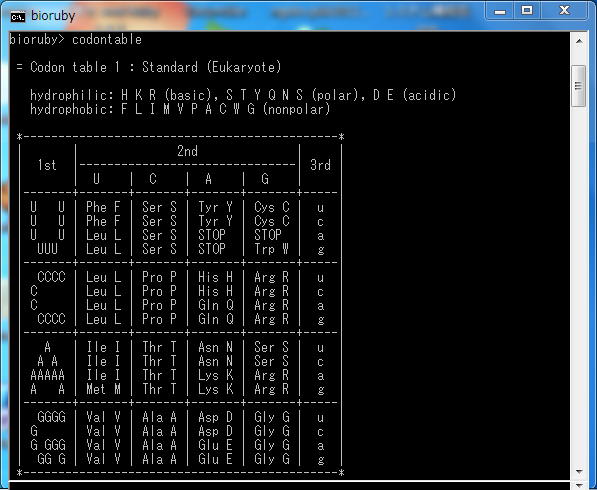 bioruby
bioruby> codontable
= Codon table 1 : Standard (Eukaryote)
hydrophilic: H K R (basic), S T Y Q N S (polar), D E (acidic)
hydrophobic: F L I M V P A C W G (nonpolar)
*---------------------------------------------*
|       |              2nd              |     |
|  1st  |-------------------------------| 3rd |
|       |  U    |  C    |  A    |  G    |     |
|-------+-------+-------+-------+-------+-----|
| U   U | Phe F | Ser S | Tyr Y | Cys C |  u  |
| U   U | Phe F | Ser S | Tyr Y | Cys C |  c  |
| U   U | Leu L | Ser S | STOP  | STOP  |  a  |
|  UUU  | Leu L | Ser S | STOP  | Trp W |  g  |
|-------+-------+-------+-------+-------+-----|
|  CCCC | Leu L | Pro P | His H | Arg R |  u  |
| C     | Leu L | Pro P | His H | Arg R |  c  |
| C     | Leu L | Pro P | Gln Q | Arg R |  a  |
|  CCCC | Leu L | Pro P | Gln Q | Arg R |  g  |
|-------+-------+-------+-------+-------+-----|
|   A   | Ile I | Thr T | Asn N | Ser S |  u  |
|  A A  | Ile I | Thr T | Asn N | Ser S |  c  |
| AAAAA | Ile I | Thr T | Lys K | Arg R |  a  |
| A   A | Met M | Thr T | Lys K | Arg R |  g  |
|-------+-------+-------+-------+-------+-----|
|  GGGG | Val V | Ala A | Asp D | Gly G |  u  |
| G     | Val V | Ala A | Asp D | Gly G |  c  |
| G GGG | Val V | Ala A | Glu E | Gly G |  a  |
|  GG G | Val V | Ala A | Glu E | Gly G |  g  |
*---------------------------------------------*